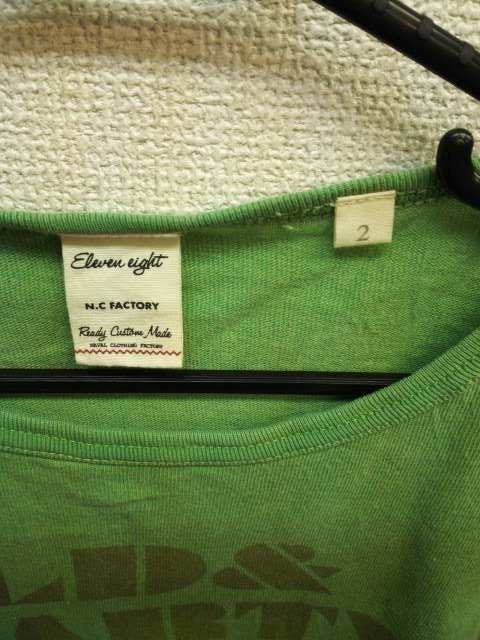 Eleven eight
N.C FACTORY
Ready Custom Made
NAVAL CLOTHING FACTORY
2